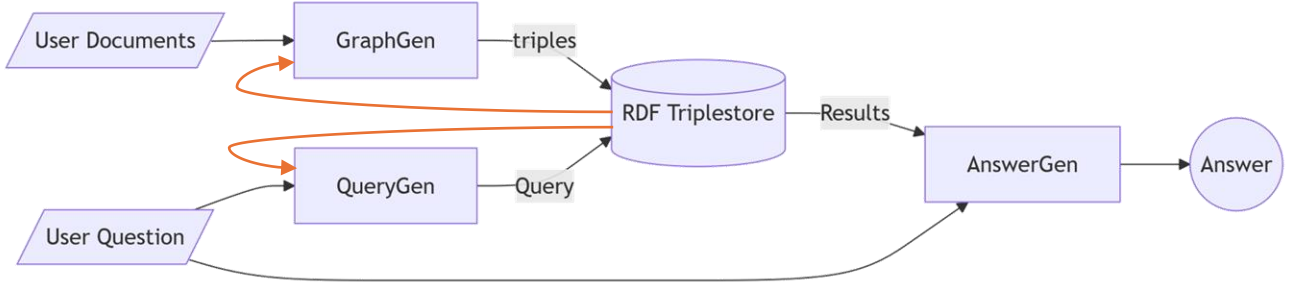 User Documents
GraphGen
triples
RDF Triplestore
Results
AnswerGen
Answer
QueryGen
Query
User Question